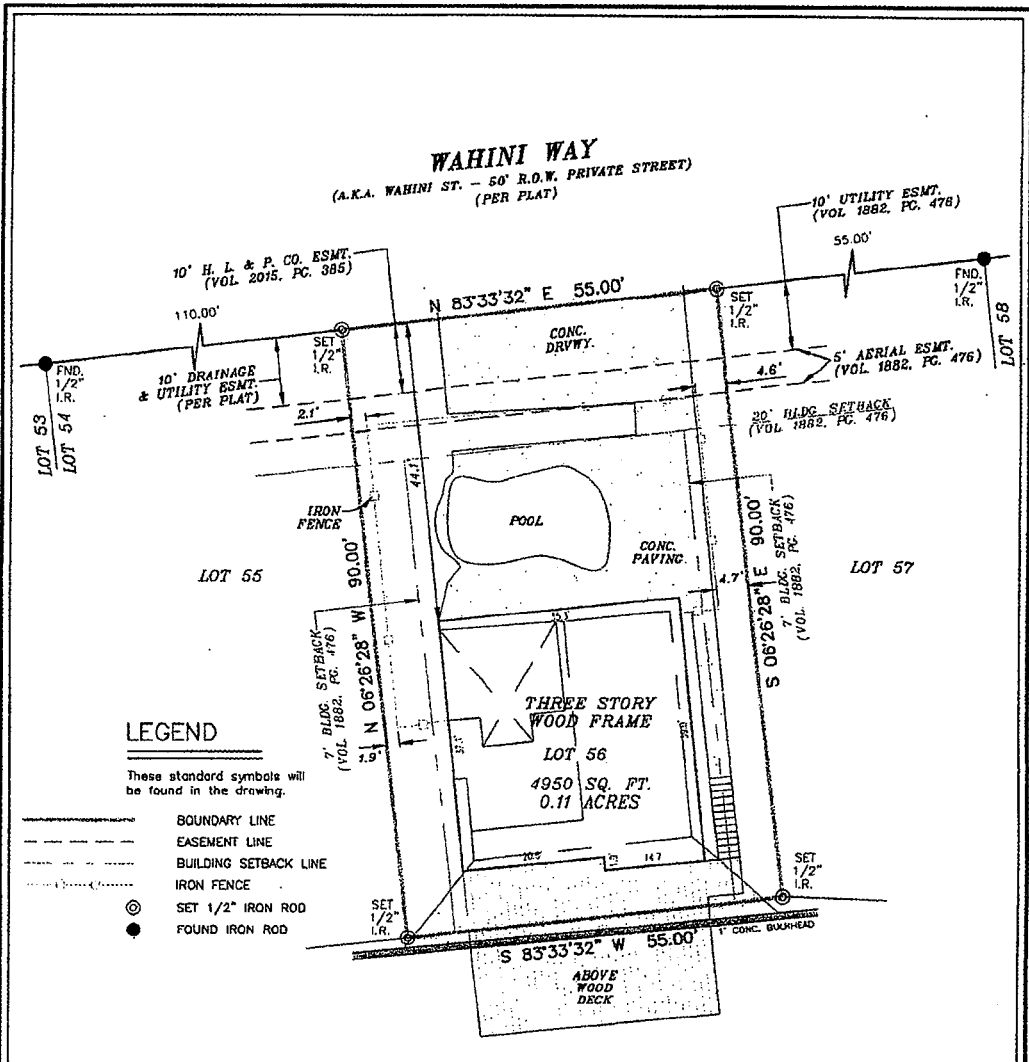 WAHINI WAY
(A.K.A. WAHINI ST. - 50' R.O.W. PRIVATE STREET)
(PER PLAT)
10' UTILITY ESMT.
(VOL 1882, PG. 476)
10' H. L. & P. CO. ESMT.
(VOL. 2015, PG. 385)
55.00'
110.00'
N 83°33'32" E 55.00'
FND.
1/2"
I.R.
LOT 58
SET
1/2"
I.R.
CONC.
DRVWY.
SET
1/2"
I.R.
FND.
1/2"
I.R.
LOT 53
LOT 54
10' DRAINAGE
& UTILITY ESMT.
(PER PLAT)
5' AERIAL ESMT.
(VOL. 1882, PG. 476)
4.6'
2.1'
20' BLDG. SETBACK
(VOL. 1882, PG. 476)
44.1'
IRON
FENCE
POOL
CONC.
PAVING
LOT 55
LOT 57
N 06°26'28" W 90.00'
7' BLDG. SETBACK
(VOL. 1882, PG. 476)
1.9'
S 06°26'28" E 90.00'
7' BLDG. SETBACK
(VOL. 1882, PG. 476)
4.7'
THREE STORY
WOOD FRAME
LOT 56
4950 SQ. FT.
0.11 ACRES
14.7
LEGEND
These standard symbols will
be found in the drawing.
BOUNDARY LINE
EASEMENT LINE
BUILDING SETBACK LINE
IRON FENCE
SET 1/2" IRON ROD
FOUND IRON ROD
SET
1/2"
I.R.
SET
1/2"
I.R.
S 83°33'32" W 55.00'
1' CONC. BULKHEAD
ABOVE
WOOD
DECK